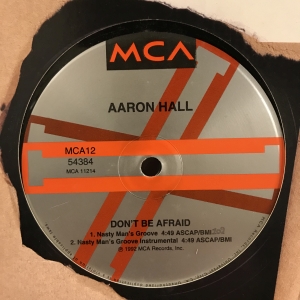 MCA
AARON HALL
MCA12
54384
MCA 11214
DON'T BE AFRAID
1. Nasty Man's Groove 4:49 ASCAP/BMI
2. Nasty Man's Groove Instrumental 4:49 ASCAP/BMI
℗ 1992 MCA Records, Inc.